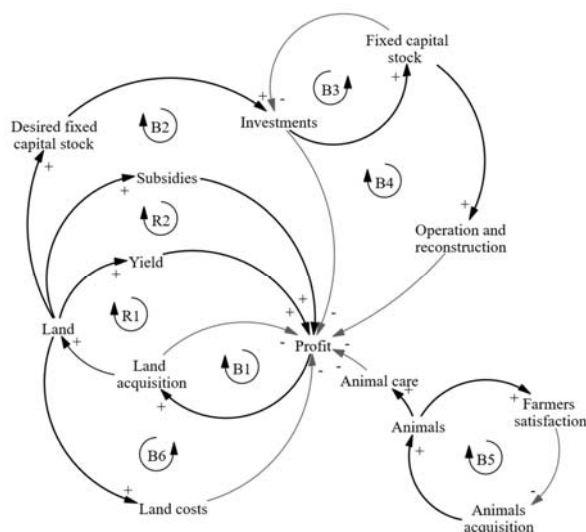 Fixed capital
stock
+
B3
+
-
Investments
B2
Desired fixed
capital stock
+
Subsidies
+
B4
R2
+
Operation and
reconstruction
Yield
+
+
+
R1
-
Land
+
-
Profit
-
-
-
-
Land
acquisition
+
B1
Animal care
+
+
Farmers
satisfaction
Animals
+
B6
B5
+
Land costs
-
Animals
acquisition